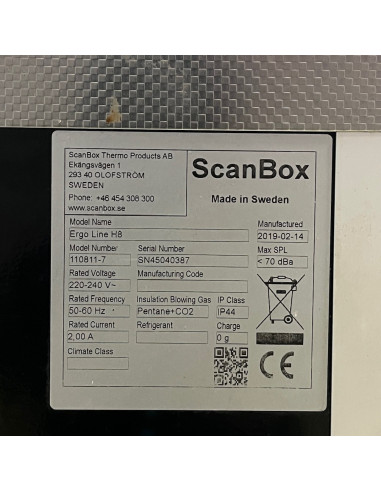 ScanBox Thermo Products AB
Ekängsvägen 1
293 40 OLOFSTRÖM
SWEDEN
Phone: +46 454 308 300
www.scanbox.se
ScanBox
Made in Sweden
Model Name
Ergo Line H8
Manufactured
2019-02-14
Model Number Serial Number Max SPL
110811-7 SN45040387 < 70 dBa
Rated Voltage Manufacturing Code
220-240 V~
Rated Frequency Insulation Blowing Gas IP Class
50-60 Hz Pentane+CO2 IP44
Rated Current Refrigerant Charge
2,00 A 0 g
Climate Class
CE